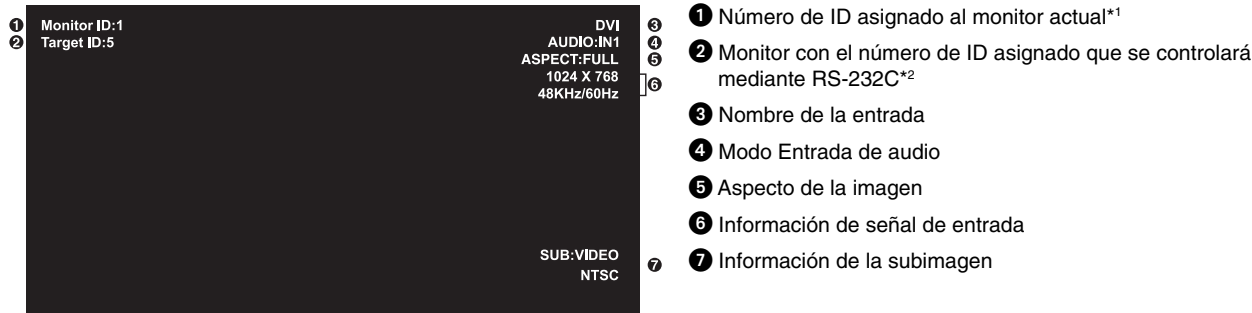 ❶ Monitor ID:1
❷ Target ID:5
DVI ❸
AUDIO:IN1 ❹
ASPECT:FULL ❺
1024 X 768
48KHz/60Hz
❻
SUB:VIDEO
NTSC
❼
❶ Número de ID asignado al monitor actual*1
❷ Monitor con el número de ID asignado que se controlará
mediante RS-232C*2
❸ Nombre de la entrada
❹ Modo Entrada de audio
❺ Aspecto de la imagen
❻ Información de señal de entrada
❼ Información de la subimagen